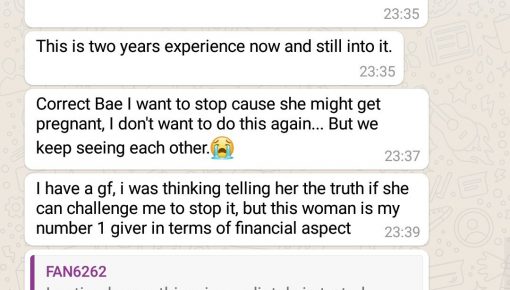 23:35
This is two years experience now and still into it.
23:35
Correct Bae I want to stop cause she might get
pregnant, I don't want to do this again... But we
keep seeing each other.😭
23:37
I have a gf, i was thinking telling her the truth if she
can challenge me to stop it, but this woman is my
number 1 giver in terms of financial aspect
23:39
FAN6262